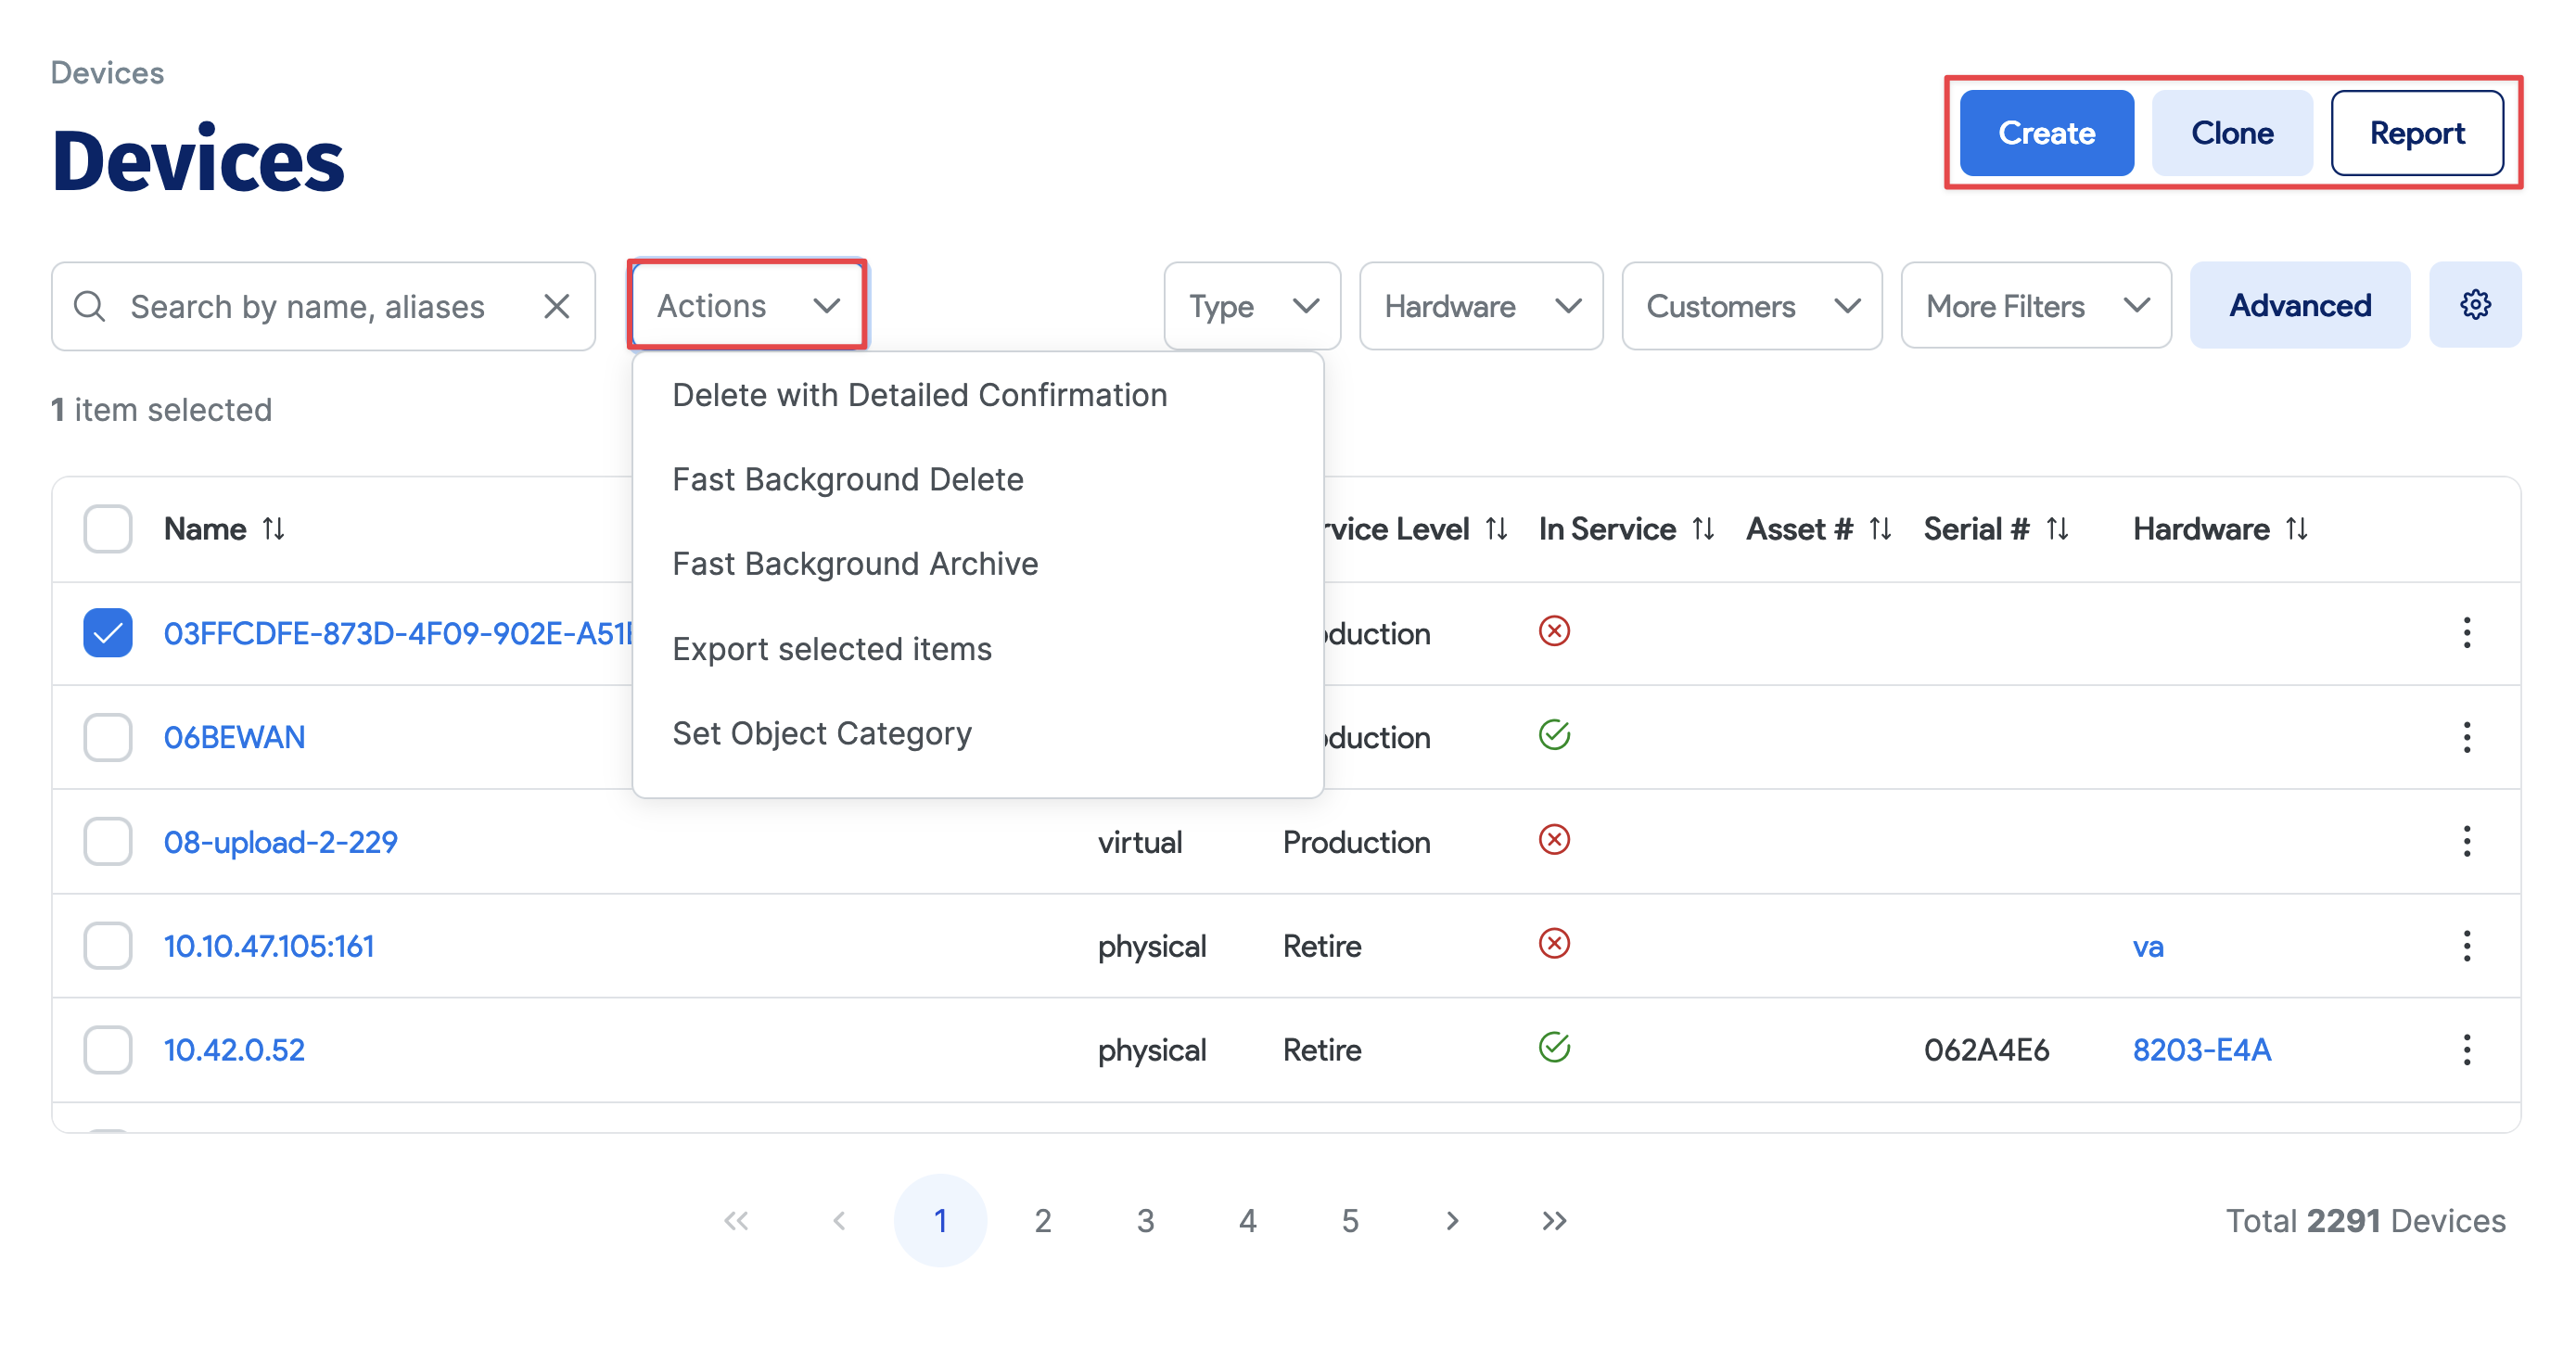 Devices
Devices
Create Clone Report
Search by name, aliases Actions Type Hardware Customers More Filters Advanced
1 item selected
Delete with Detailed Confirmation
Fast Background Delete
Fast Background Archive
Export selected items
Set Object Category
Name Level In Service Asset # Serial # Hardware
03FFCDFE-873D-4F09-902E-A51
06BEWAN
08-upload-2-229 virtual Production
10.10.47.105:161 physical Retire va
10.42.0.52 physical Retire 062A4E6 8203-E4A
1 2 3 4 5 Total 2291 Devices